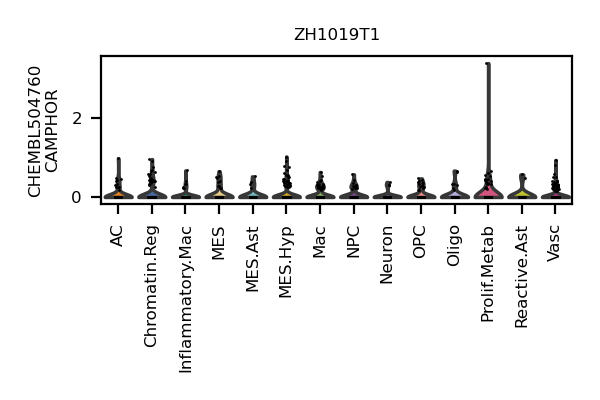 ZH1019T1
CHEMBL504760
CAMPHOR
2
0
AC
Chromatin.Reg
Inflammatory.Mac
MES
MES.Ast
MES.Hyp
Mac
NPC
Neuron
OPC
Oligo
Prolif.Metab
Reactive.Ast
Vasc